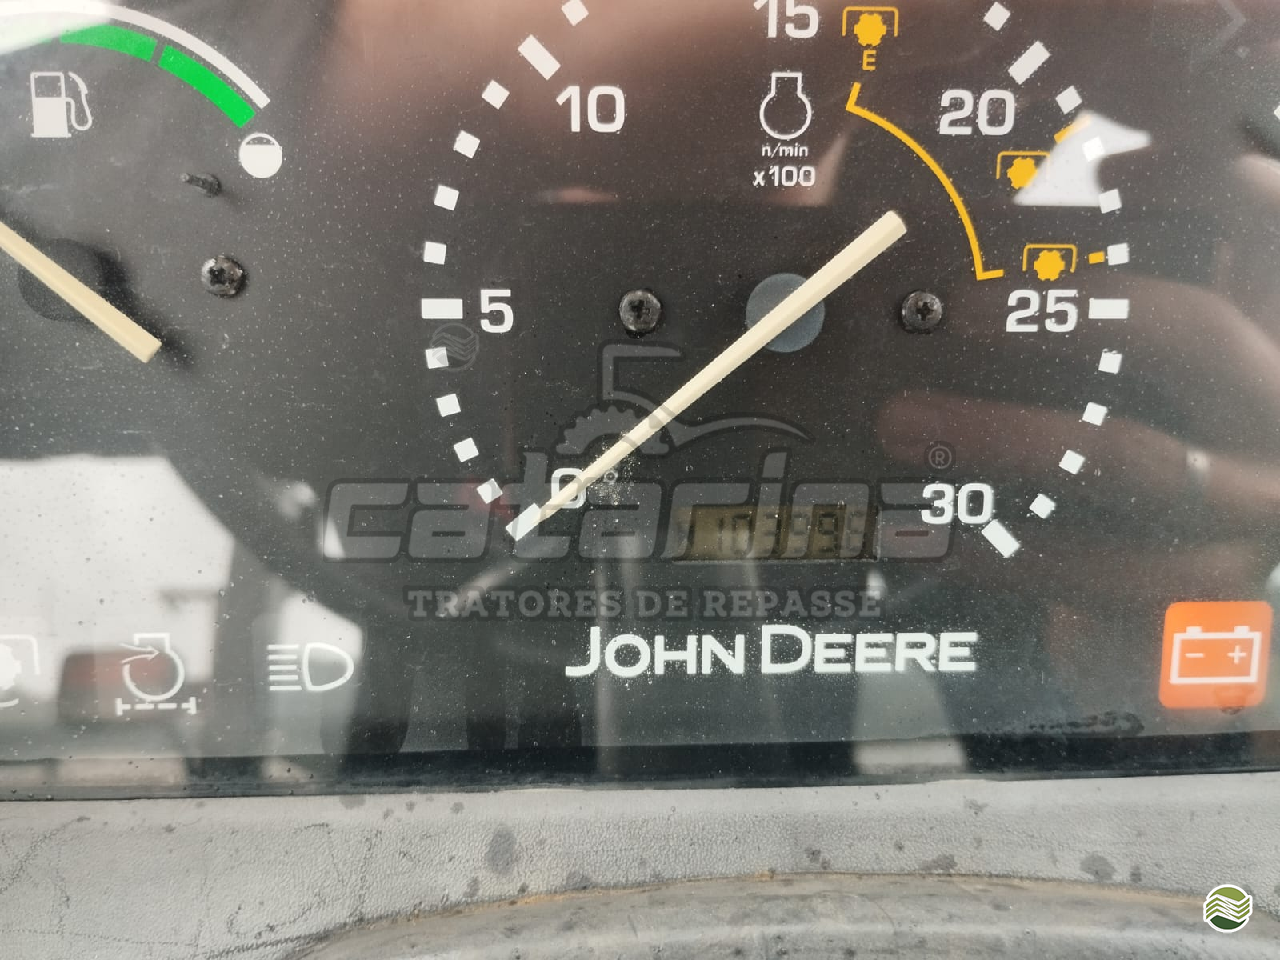 15
E
10
20
n/min
x100
5
25
0
30
catarina®
TRATORES DE REPASSE
JOHN DEERE
- +